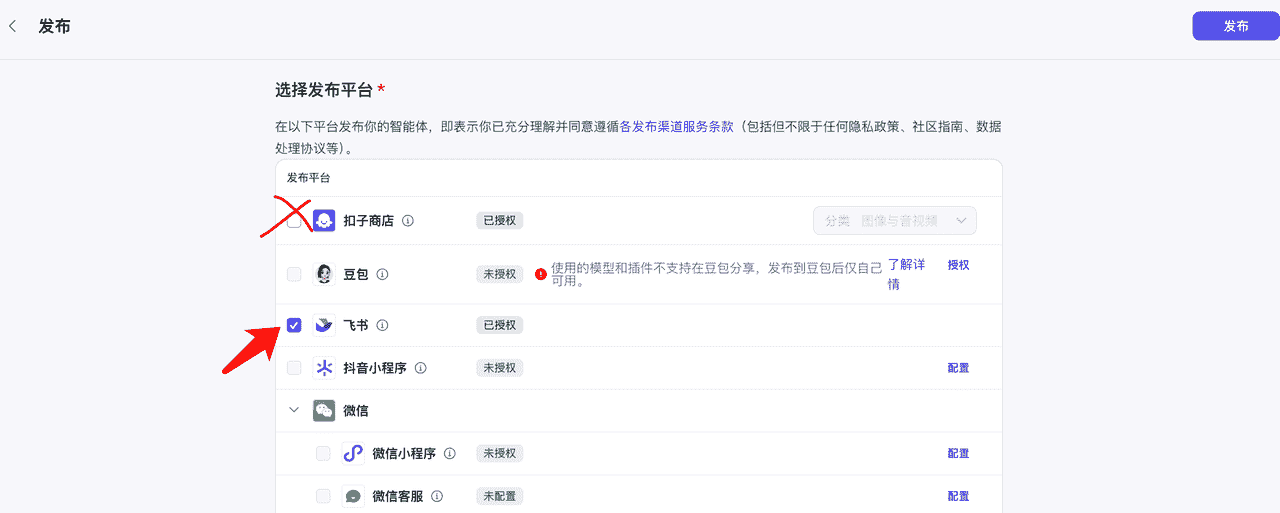 发布
发布
选择发布平台 *
在以下平台发布你的智能体，即表示你已充分理解并同意遵循各发布渠道服务条款（包括但不限于任何隐私政策、社区指南、数据
处理协议等）。
发布平台
扣子商店 已授权 分类 图像与音视频
豆包 未授权 使用的模型和插件不支持在豆包分享，发布到豆包后仅自己 了解详 授权
可用。 情
飞书 已授权
抖音小程序 未授权 配置
微信
微信小程序 未授权 配置
微信客服 未配置 配置